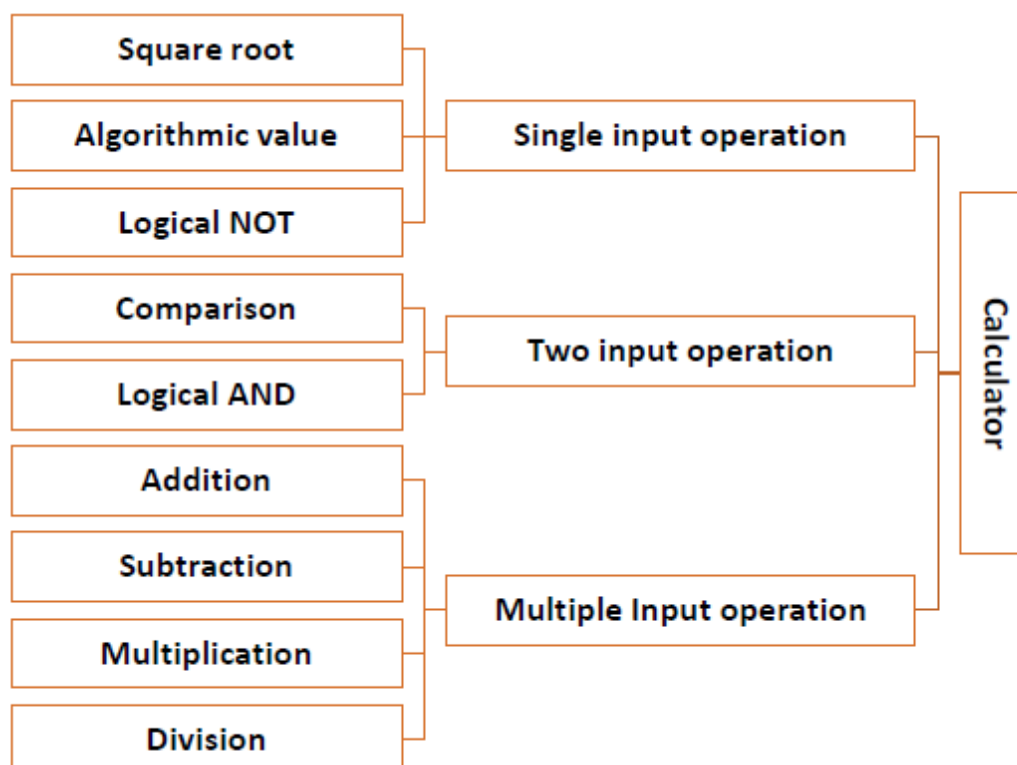 Square root
Algorithmic value
Logical NOT
Comparison
Logical AND
Addition
Subtraction
Multiplication
Division
Single input operation
Two input operation
Multiple Input operation
Calculator